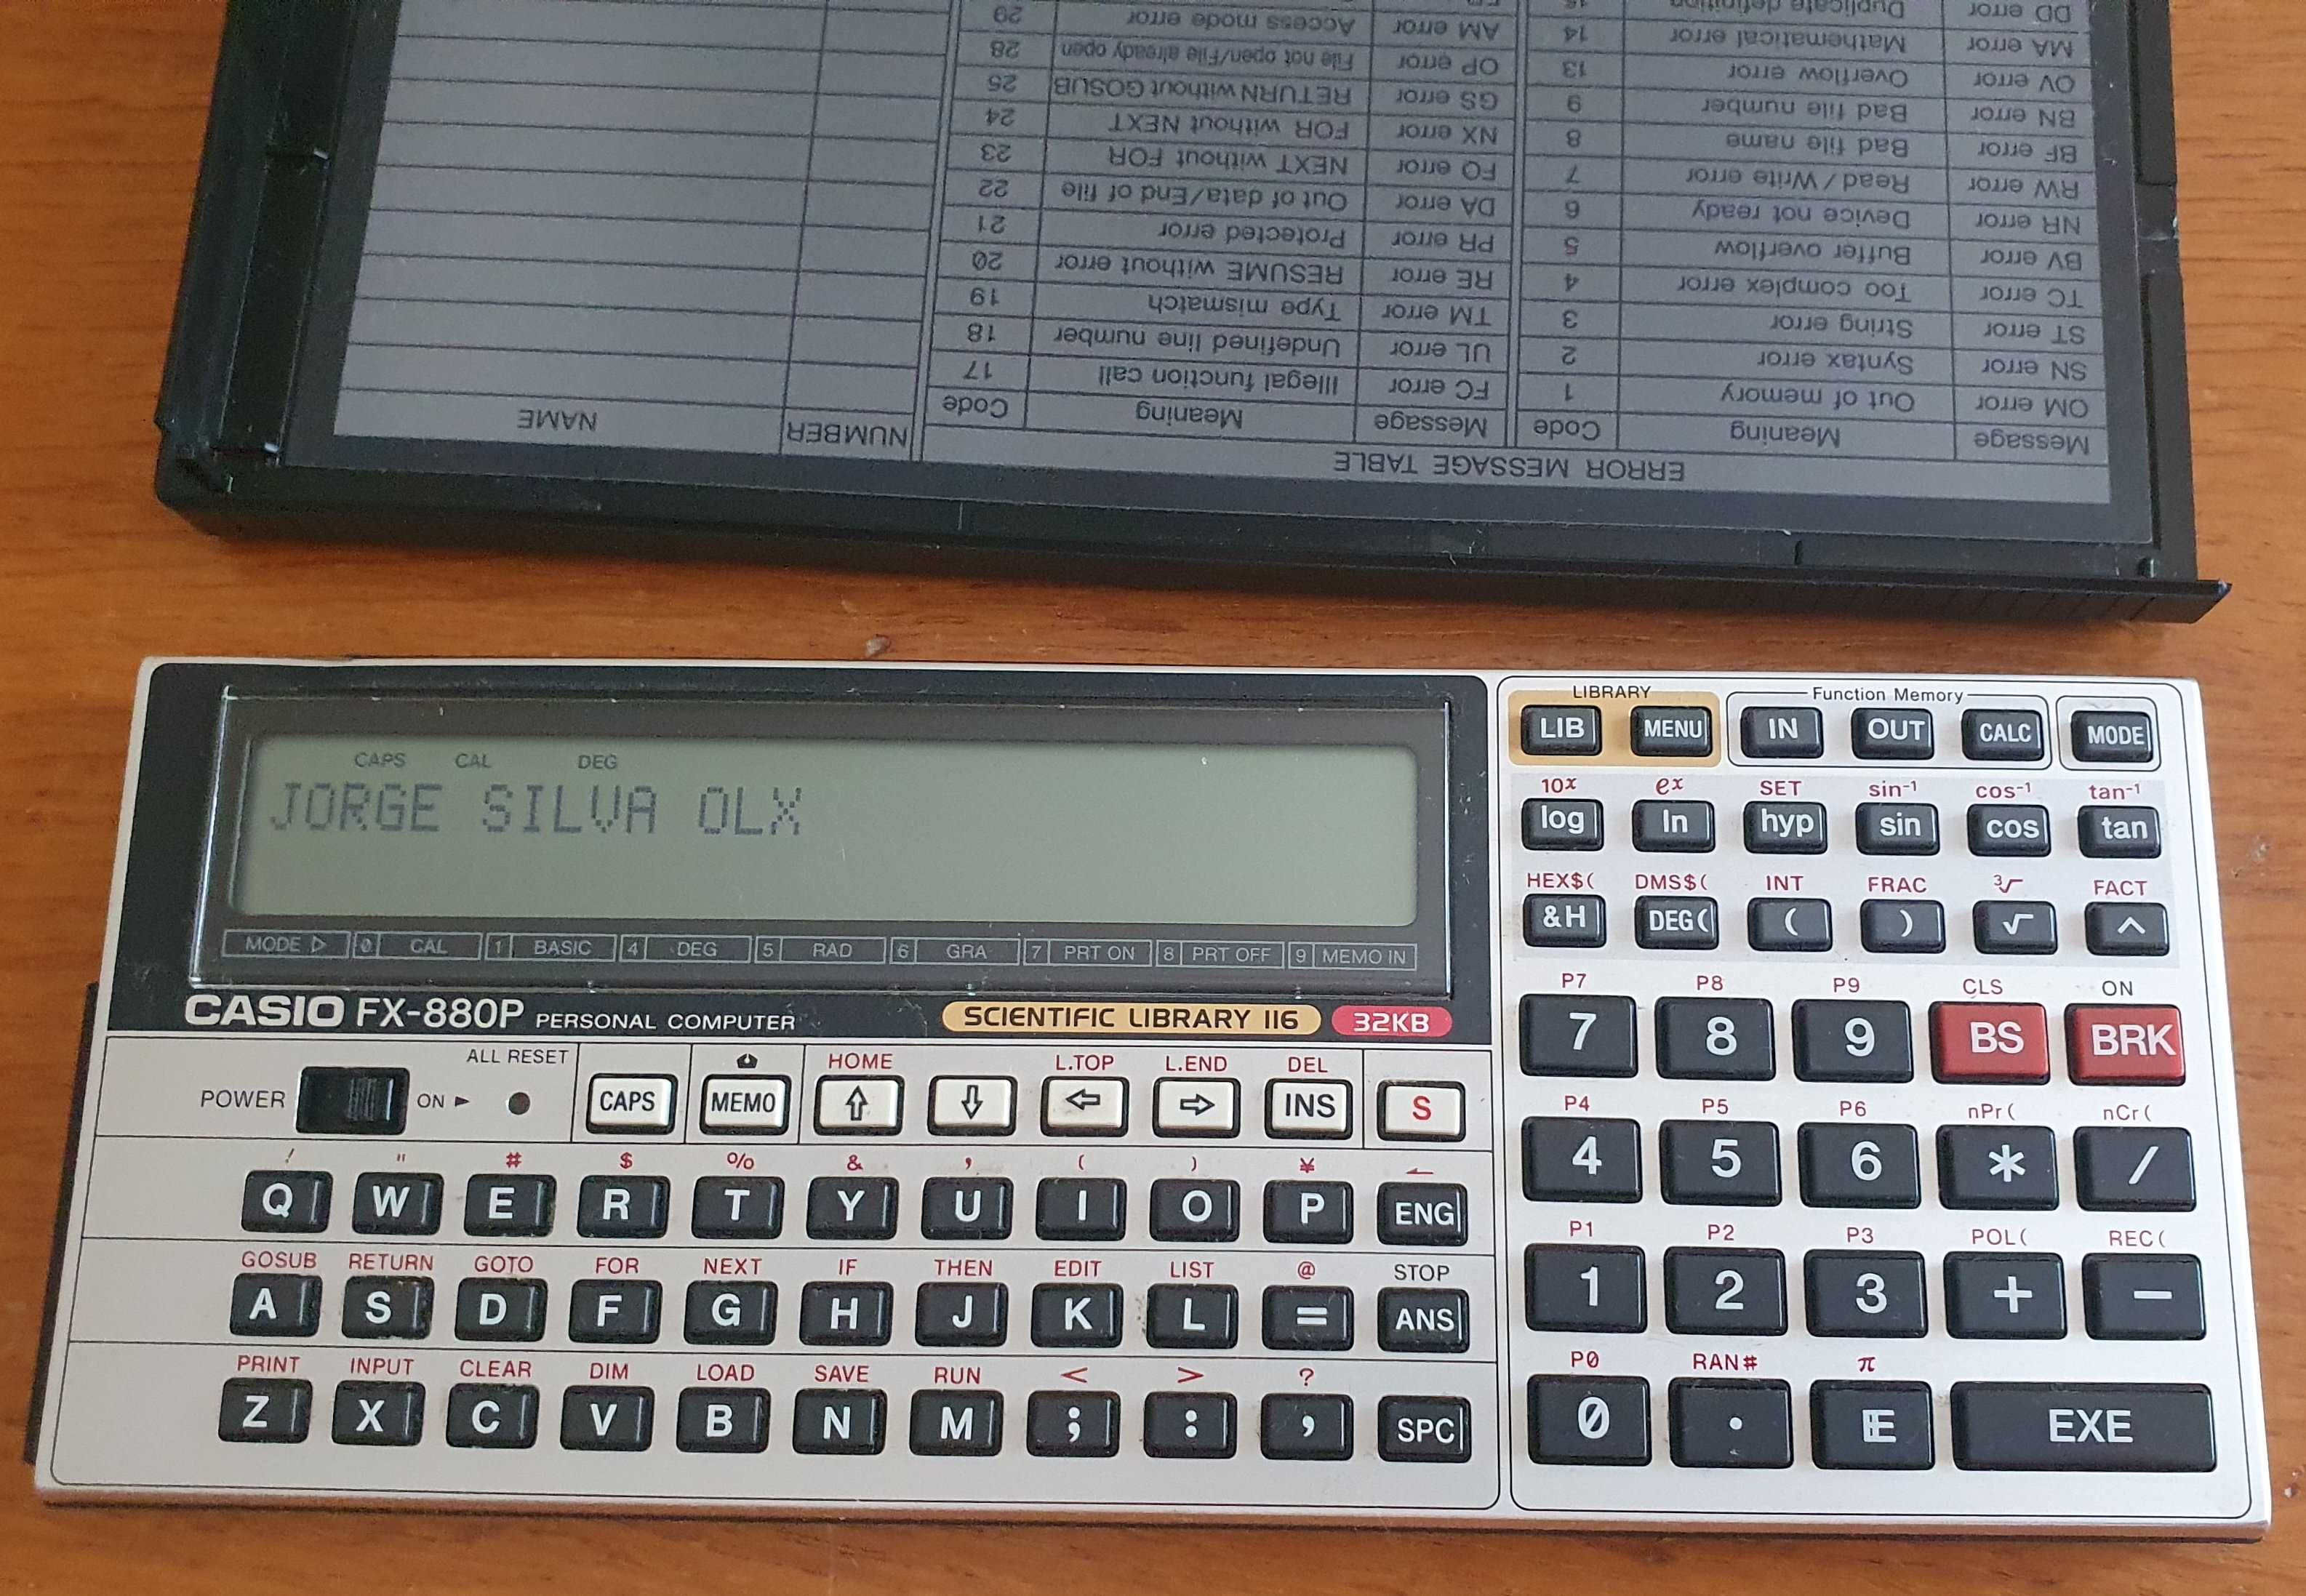 ERROR MESSAGE TABLE
Message Meaning Code Message Meaning Code NUMBER NAME
OM error Out of memory 1 FC error Illegal function call 17
SN error Syntax error 2 UL error Undefined line number 18
ST error String error 3 TM error Type mismatch 19
TC error Too complex error 4 RE error RESUME without error 20
BV error Buffer overflow 5 PR error Protected error 21
NR error Device not ready 6 DA error Out of data/End of file 22
RW error Read / Write error 7 FO error NEXT without FOR 23
BF error Bad file name 8 NX error FOR without NEXT 24
BN error Bad file number 9 GS error RETURN without GOSUB 25
OV error Overflow error 13 OP error File not open/File already open 28
MA error Mathematical error 14 AM error Access mode error 29
DD error Duplicate definition 15
CAPS CAL DEG
JORGE SILVA OLX
MODE ▷ 0 CAL 1 BASIC 4 DEG 5 RAD 6 GRA 7 PRT ON 8 PRT OFF 9 MEMO IN
CASIO FX-880P PERSONAL COMPUTER SCIENTIFIC LIBRARY 116 32KB
ALL RESET HOME L.TOP L.END DEL
POWER ON ► CAPS MEMO ⇧ ⇩ ⇦ ⇨ INS S
! " # $ % & ' ( ) ¥ ←
Q W E R T Y U I O P ENG
GOSUB RETURN GOTO FOR NEXT IF THEN EDIT LIST @ STOP
A S D F G H J K L = ANS
PRINT INPUT CLEAR DIM LOAD SAVE RUN < > ?
Z X C V B N M ; : , SPC
LIBRARY Function Memory
LIB MENU IN OUT CALC MODE
10x ex SET sin-1 cos-1 tan-1
log ln hyp sin cos tan
HEX$( DMS$( INT FRAC ³√ FACT
&H DEG( ( ) √ ^
P7 P8 P9 CLS ON
7 8 9 BS BRK
P4 P5 P6 nPr( nCr(
4 5 6 * /
P1 P2 P3 POL( REC(
1 2 3 + −
P0 RAN# π
0 . E EXE